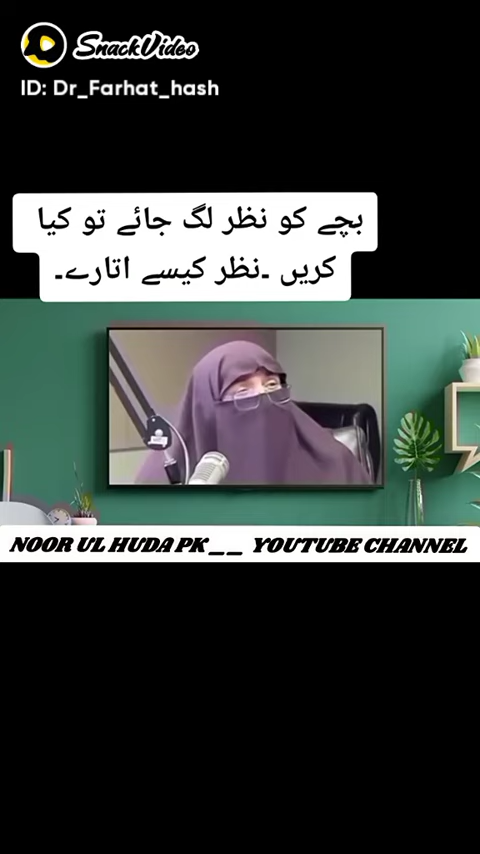 SnackVideo
ID: Dr_Farhat_hash
بچے کو نظر لگ جائے تو کیا
کریں ۔نظر کیسے اتارے۔
NOOR UL HUDA PK__ YOUTUBE CHANNEL